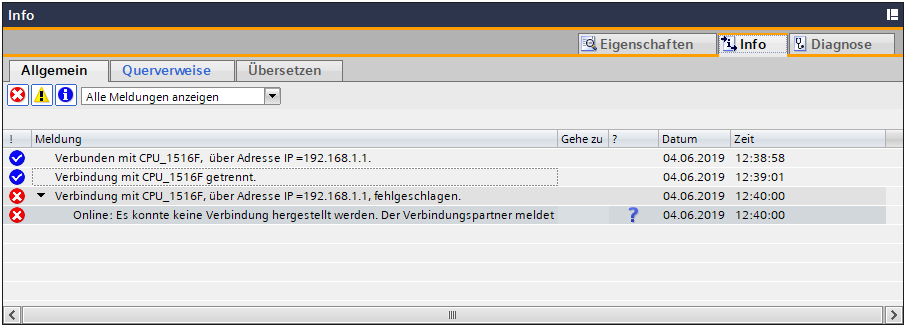 Info
Eigenschaften
Info
Diagnose
Allgemein
Querverweise
Übersetzen
Alle Meldungen anzeigen
! Meldung Gehe zu ? Datum Zeit
Verbunden mit CPU_1516F, über Adresse IP =192.168.1.1. 04.06.2019 12:38:58
Verbindung mit CPU_1516F getrennt. 04.06.2019 12:39:01
Verbindung mit CPU_1516F, über Adresse IP =192.168.1.1, fehlgeschlagen. 04.06.2019 12:40:00
Online: Es konnte keine Verbindung hergestellt werden. Der Verbindungspartner meldet ? 04.06.2019 12:40:00